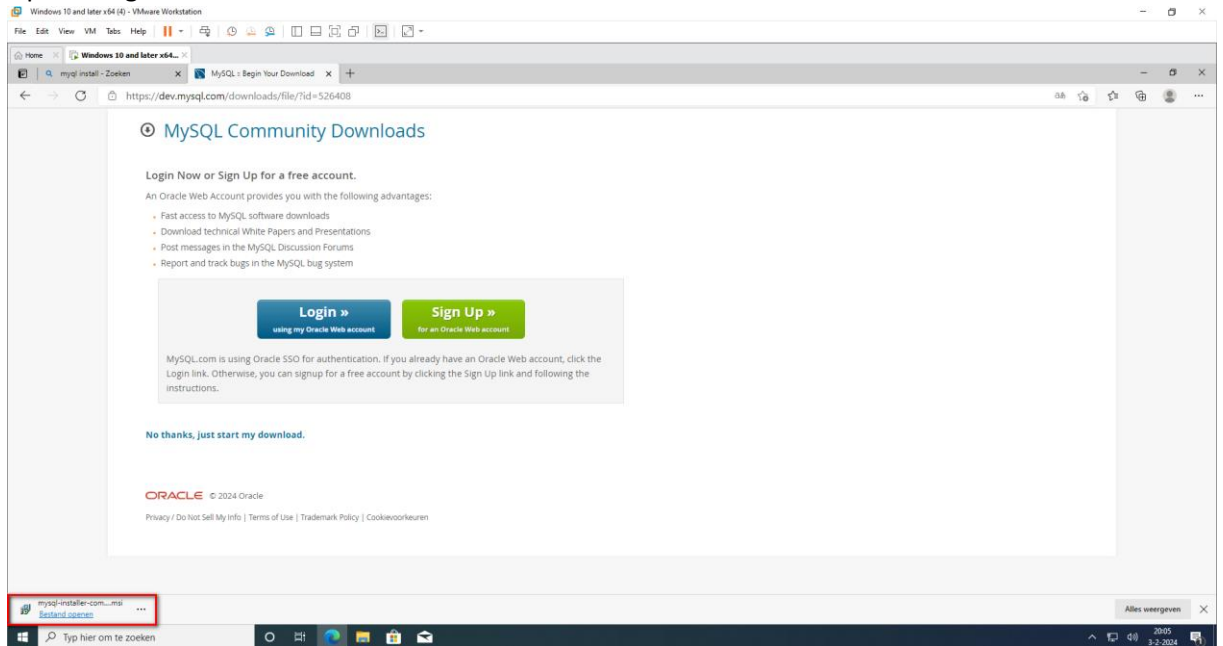 Windows 10 and later x64 (4) - VMware Workstation
File Edit View VM Tabs Help
Home Windows 10 and later x64...
myql install - Zoeken MySQL :: Begin Your Download
https://dev.mysql.com/downloads/file/?id=526408
MySQL Community Downloads
Login Now or Sign Up for a free account.
An Oracle Web Account provides you with the following advantages:
Fast access to MySQL software downloads
Download technical White Papers and Presentations
Post messages in the MySQL Discussion Forums
Report and track bugs in the MySQL bug system
Login » Sign Up »
using my Oracle Web account for an Oracle Web account
MySQL.com is using Oracle SSO for authentication. If you already have an Oracle Web account, click the
Login link. Otherwise, you can signup for a free account by clicking the Sign Up link and following the
instructions.
No thanks, just start my download.
ORACLE © 2024 Oracle
Privacy / Do Not Sell My Info | Terms of Use | Trademark Policy | Cookievoorkeuren
mysql-installer-com....msi
Bestand openen
Alles weergeven
Typ hier om te zoeken
20:05
3-2-2024